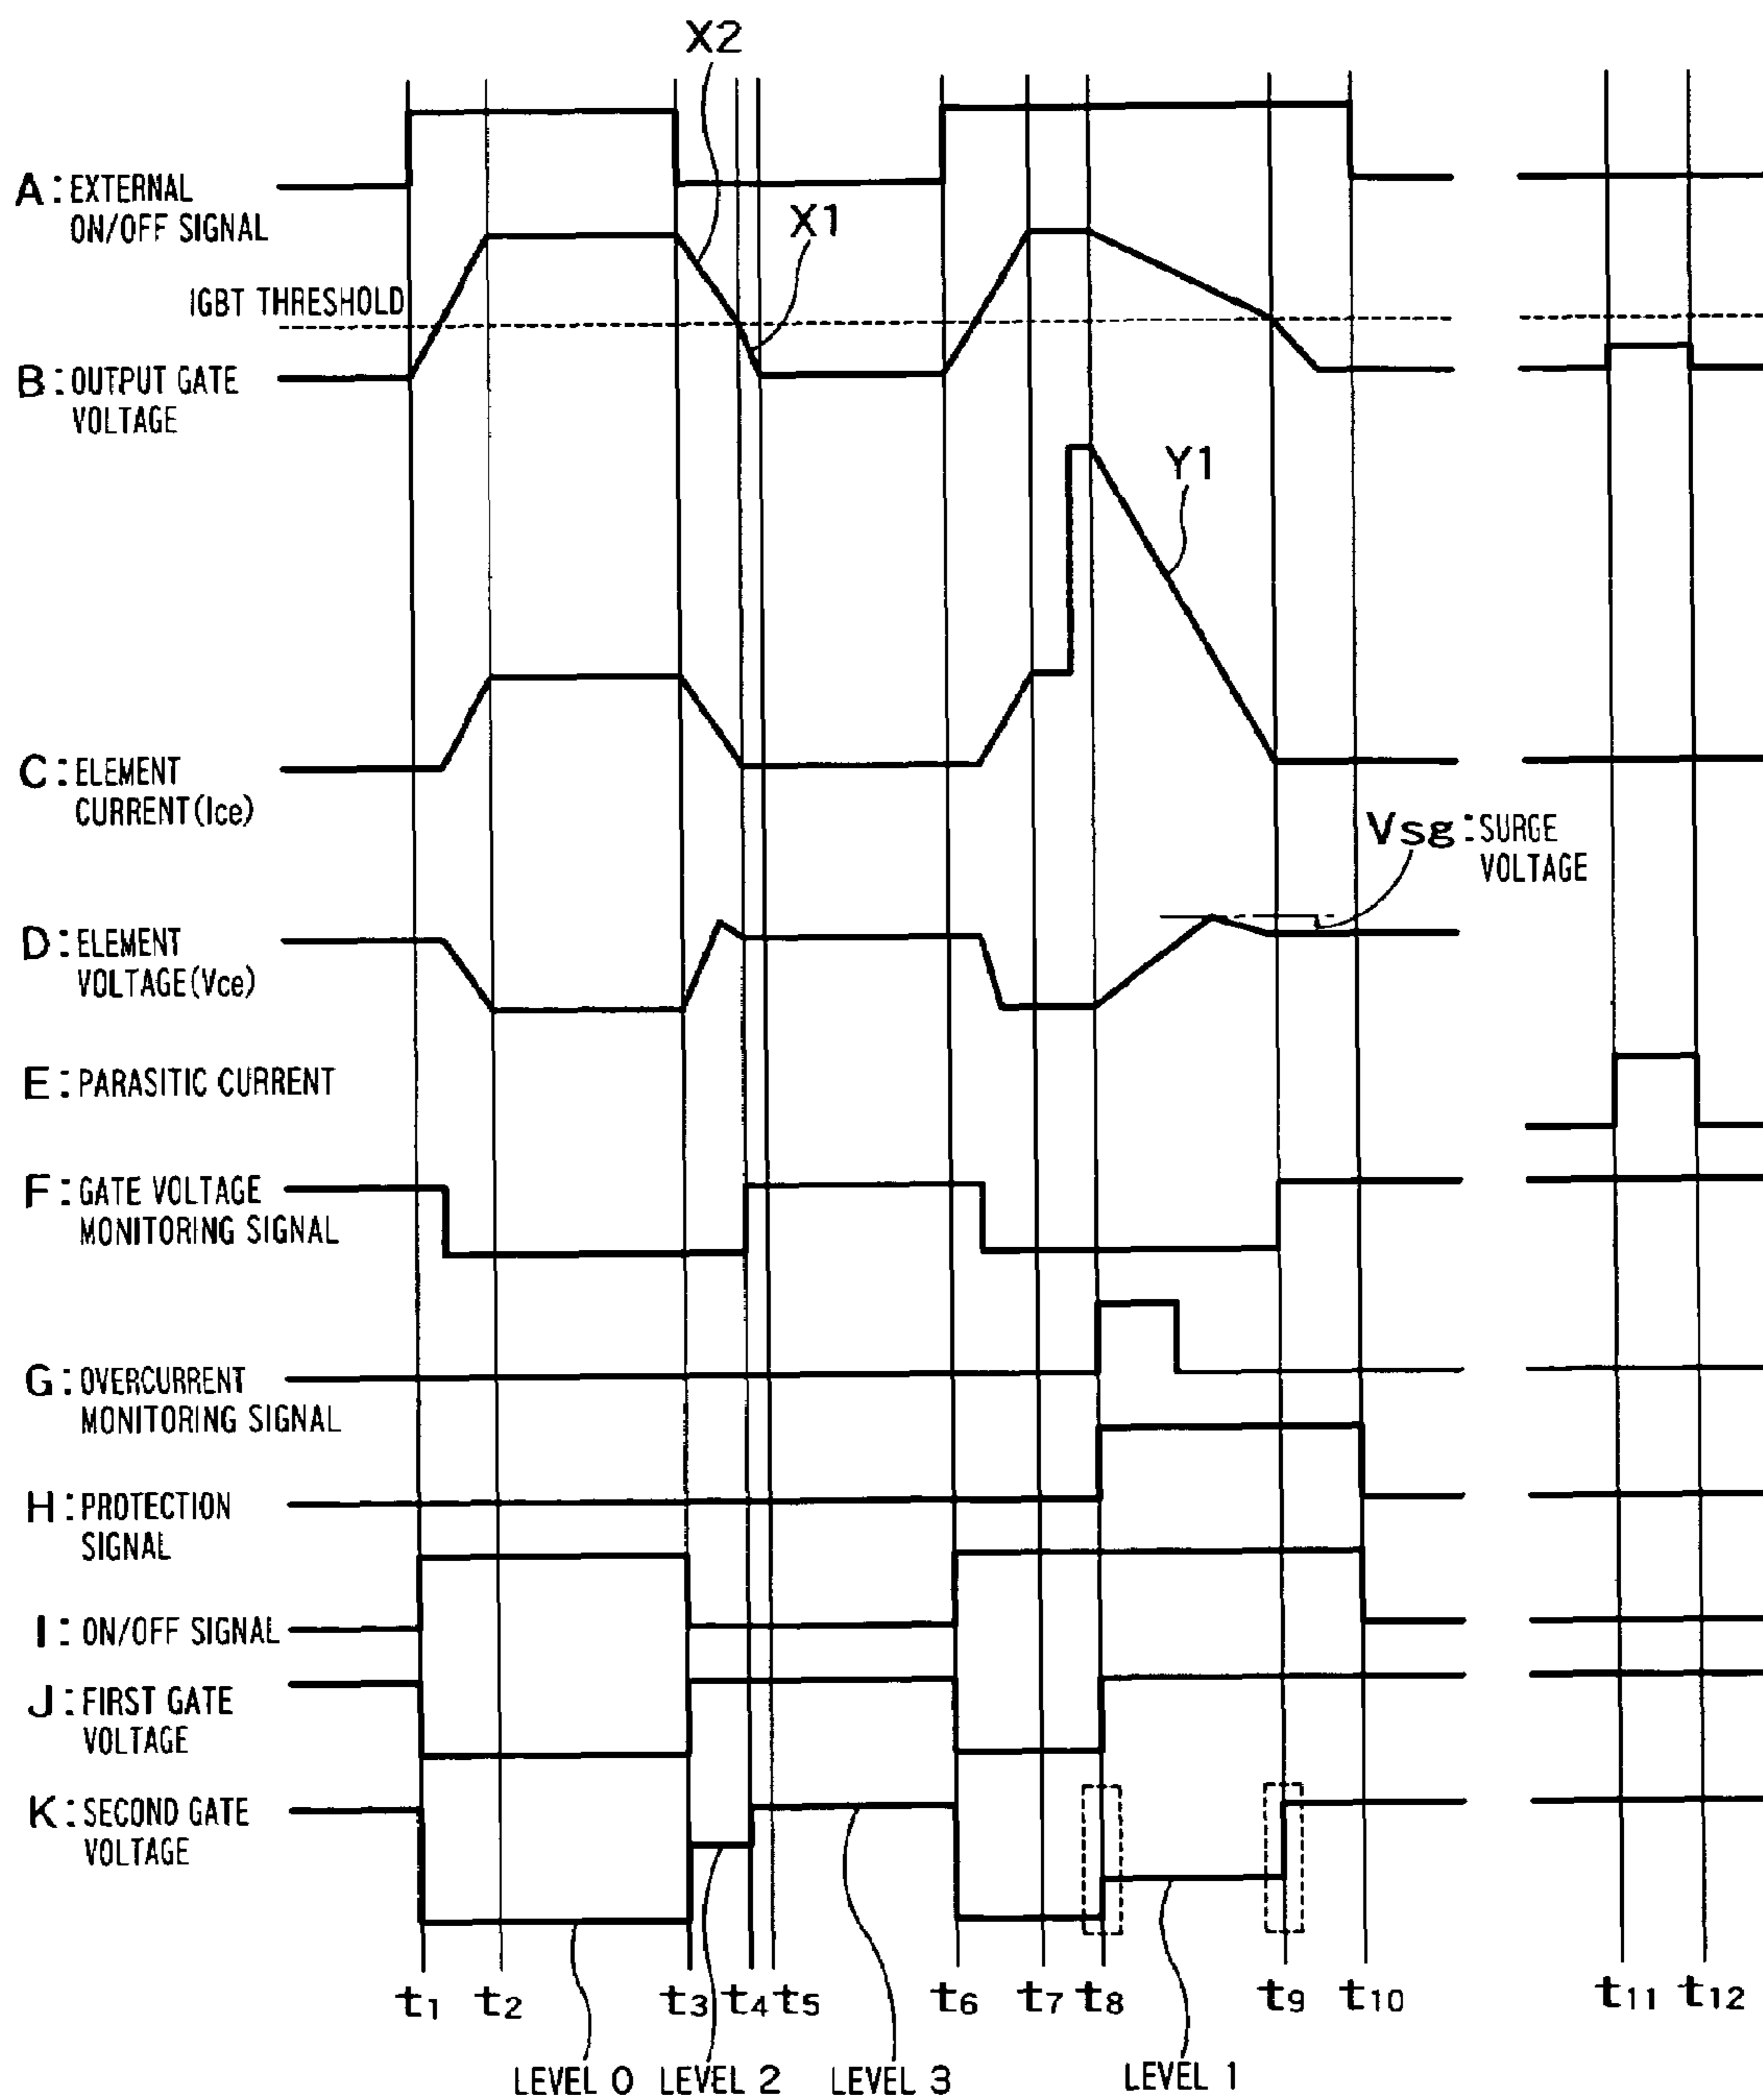 X2
A: EXTERNAL
ON/OFF SIGNAL
X1
IGBT THRESHOLD
B: OUTPUT GATE
VOLTAGE
Y1
C: ELEMENT
CURRENT(Ice)
Vsg: SURGE
VOLTAGE
D: ELEMENT
VOLTAGE(Vce)
E: PARASITIC CURRENT
F: GATE VOLTAGE
MONITORING SIGNAL
G: OVERCURRENT
MONITORING SIGNAL
H: PROTECTION
SIGNAL
I: ON/OFF SIGNAL
J: FIRST GATE
VOLTAGE
K: SECOND GATE
VOLTAGE
t1 t2 t3 t4 t5 t6 t7 t8 t9 t10 t11 t12
LEVEL 0 LEVEL 2 LEVEL 3 LEVEL 1